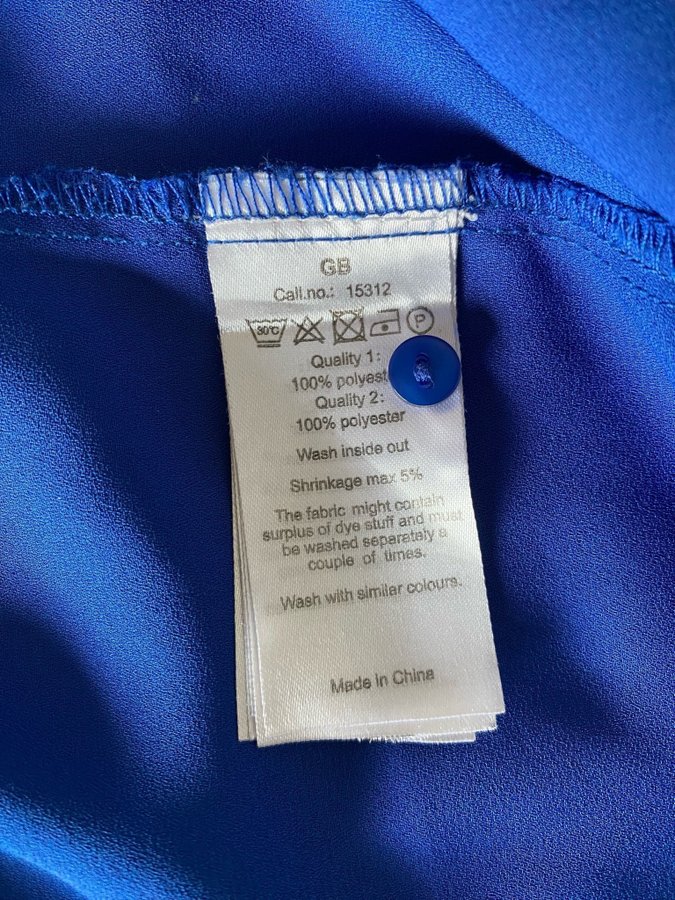 GB
Call.no.: 15312
30°C
P
Quality 1:
100% polyest
Quality 2:
100% polyester
Wash inside out
Shrinkage max 5%
The fabric might contain
surplus of dye stuff and must
be washed separately a
couple of times.
Wash with similar colours.
Made in China